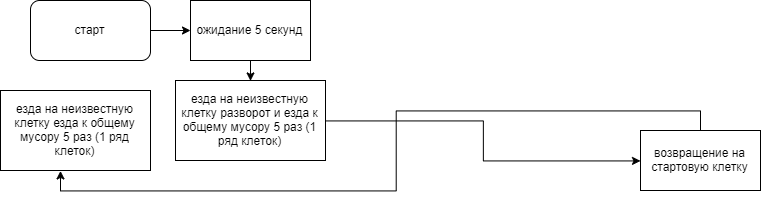 старт
ожидание 5 секунд
езда на неизвестную
клетку разворот и езда к
общему мусору 5 раз (1
ряд клеток)
возвращение на
стартовую клетку
езда на неизвестную
клетку езда к общему
мусору 5 раз (1 ряд
клеток)